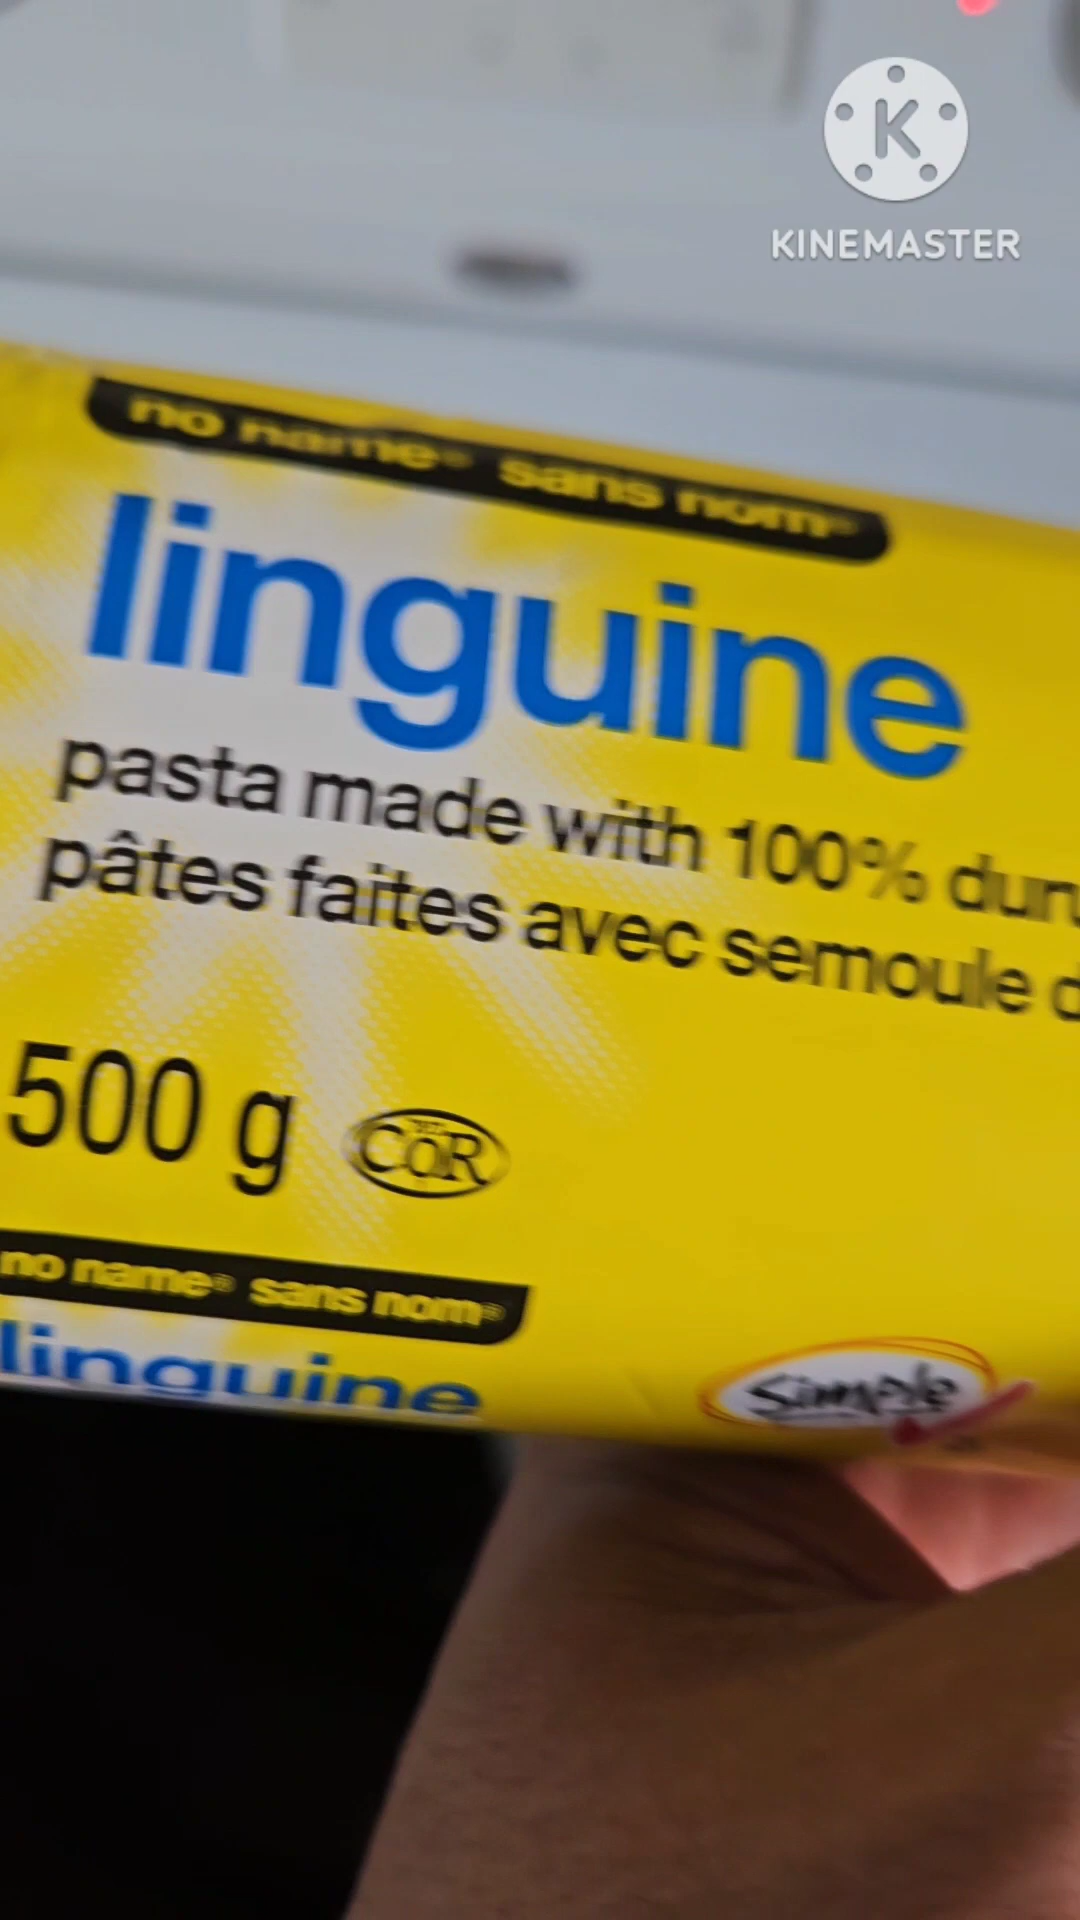 KINEMASTER
no name® sans nom®
linguine
pasta made with 100% duru
pâtes faites avec semoule d
500 g COR
no name® sans nom®
linguine
Simple